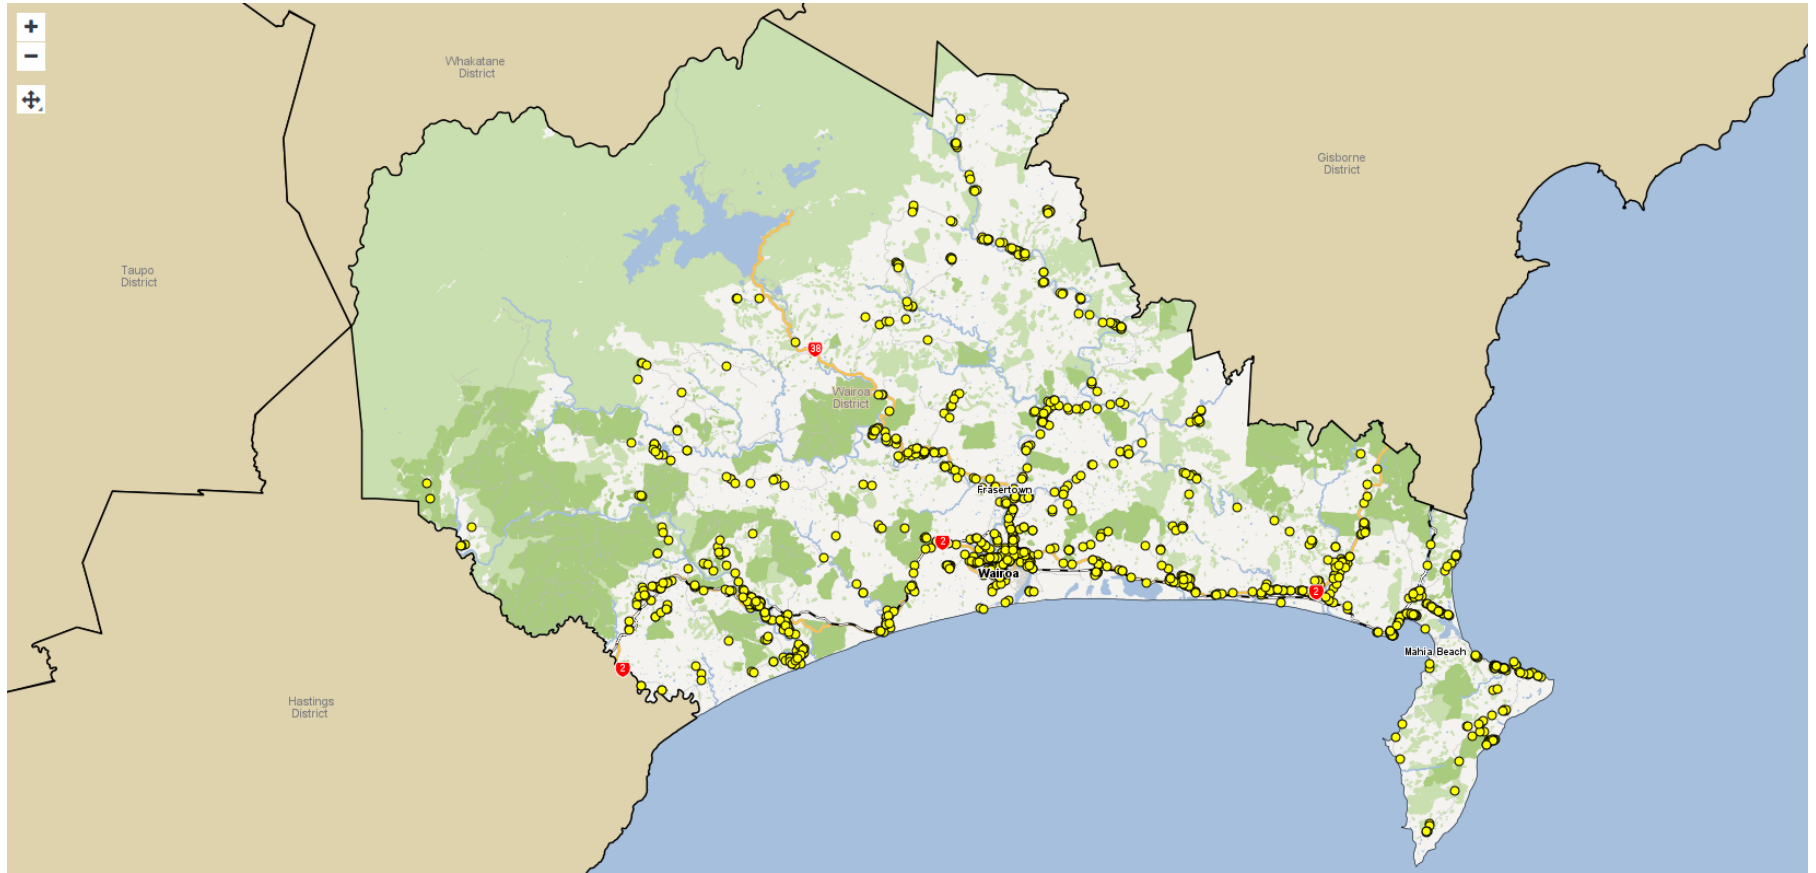 +
−
Whakatane
District
Gisborne
District
Taupo
District
38
Wairoa
District
Frasertown
2
Wairoa
2
Mahia Beach
2
Hastings
District